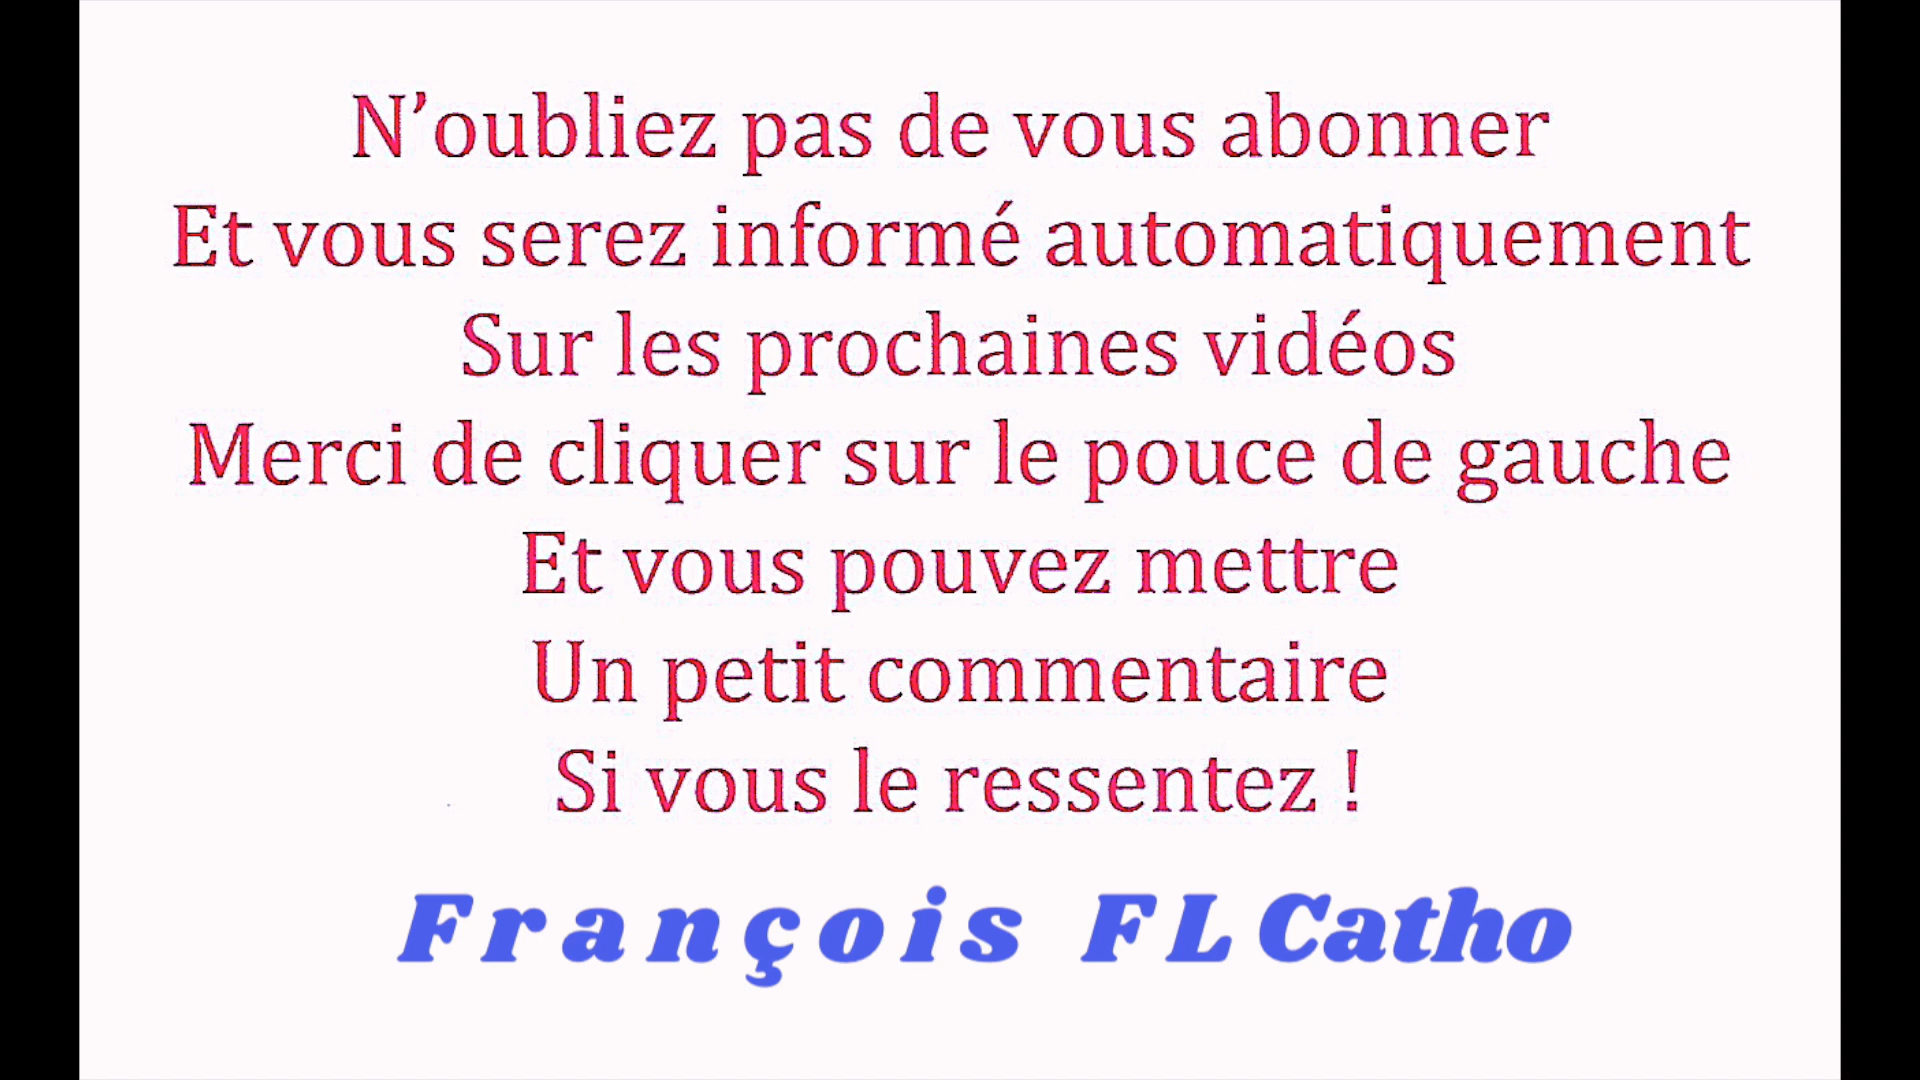 N’oubliez pas de vous abonner
Et vous serez informé automatiquement
Sur les prochaines vidéos
Merci de cliquer sur le pouce de gauche
Et vous pouvez mettre
Un petit commentaire
Si vous le ressentez !
François FLCatho